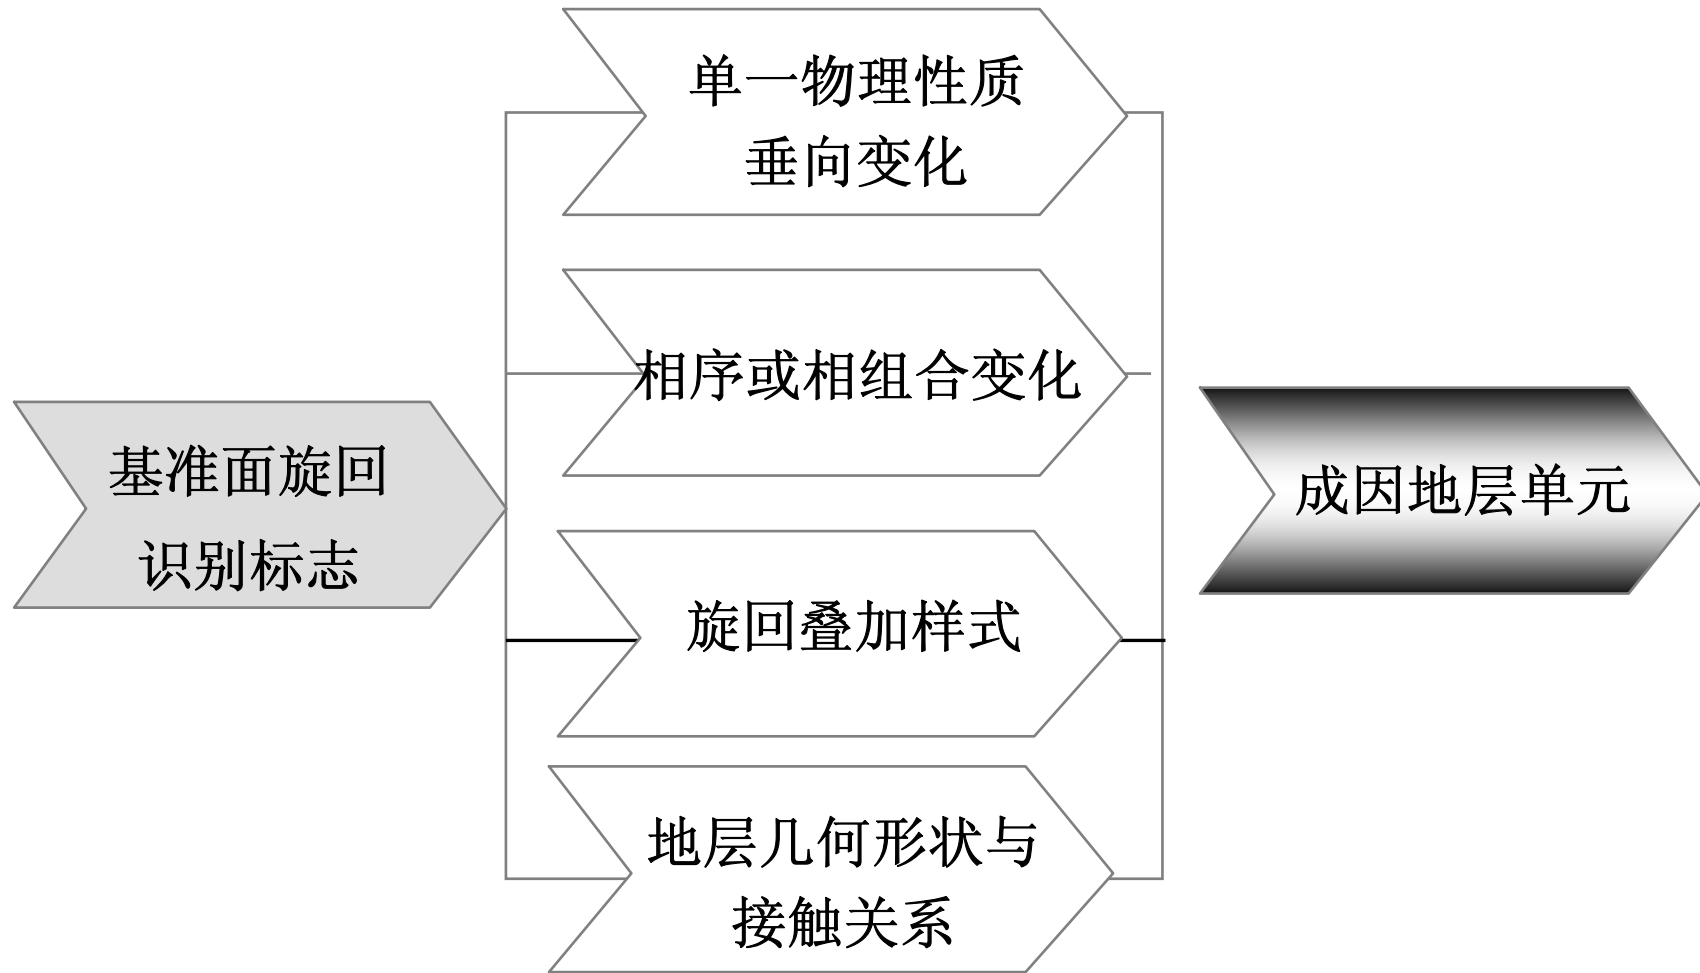 单一物理性质
垂向变化
相序或相组合变化
基准面旋回
识别标志
成因地层单元
旋回叠加样式
地层几何形状与
接触关系